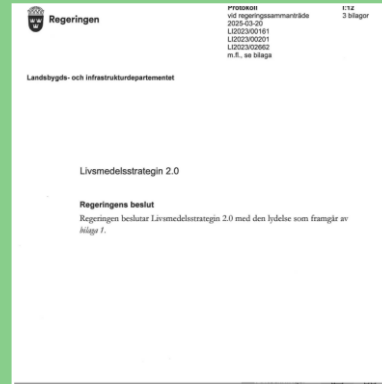 Regeringen
Protokoll
vid regeringssammanträde
2025-03-20
LI2023/00161
LI2023/00201
LI2023/02662
m.fl., se bilaga
I:12
3 bilagor
Landsbygds- och infrastrukturdepartementet
Livsmedelsstrategin 2.0
Regeringens beslut
Regeringen beslutar Livsmedelsstrategin 2.0 med den lydelse som framgår av
bilaga 1.